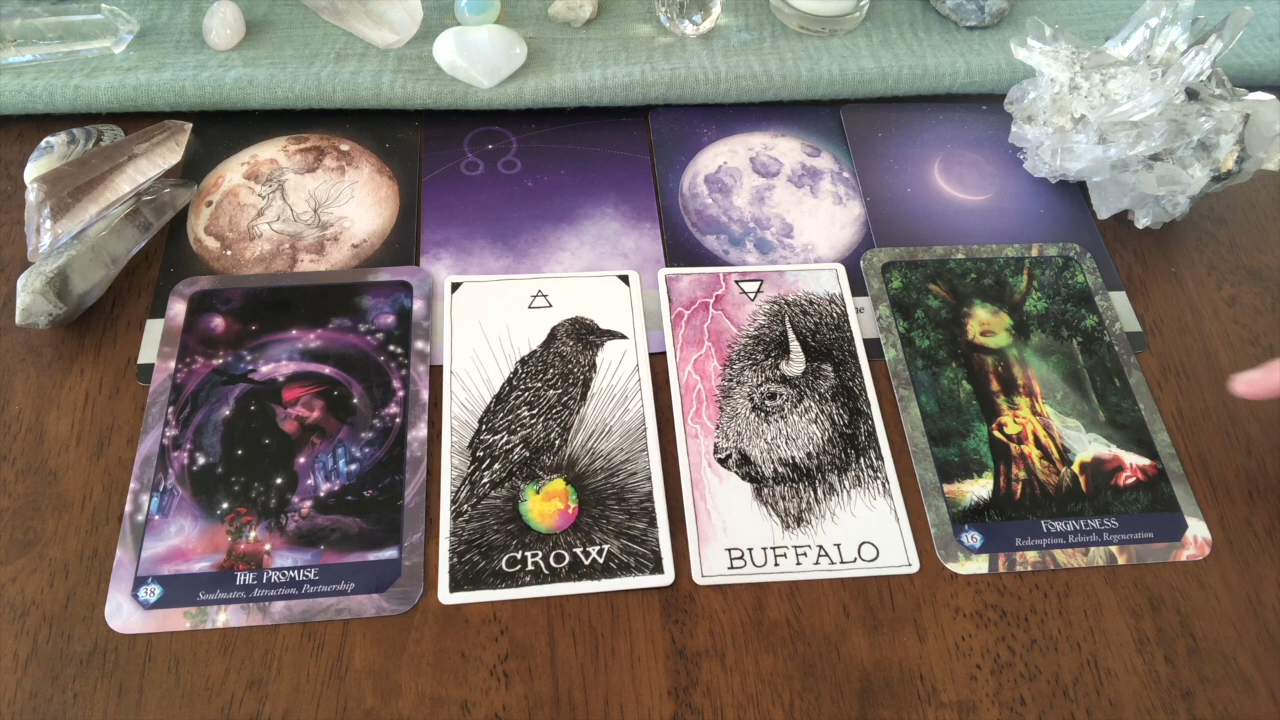 38
THE PROMISE
Soulmates, Attraction, Partnership
CROW
BUFFALO
16
FORGIVENESS
Redemption, Rebirth, Regeneration